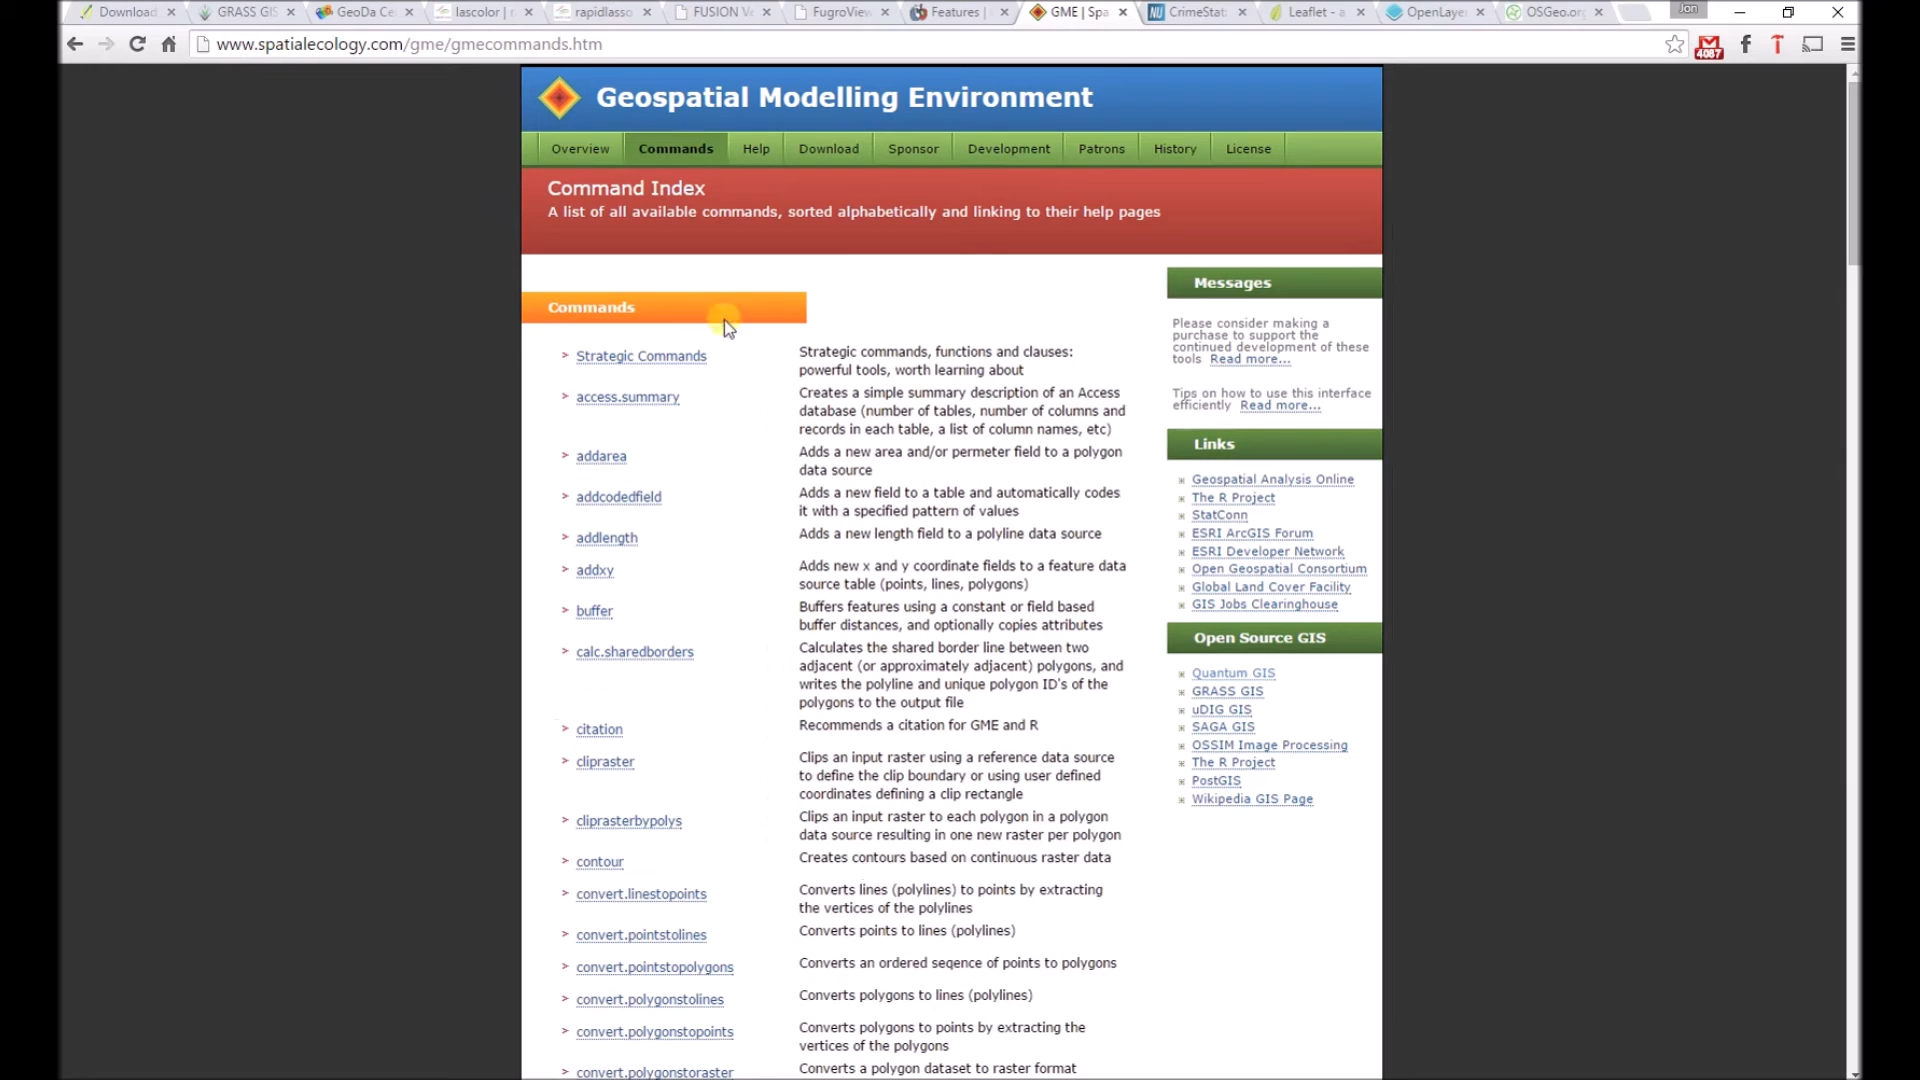 Download
GRASS GIS
GeoDa Ce
lascolor | r
rapidlasso
FUSION V
FugroView
Features |
GME | Spa
CrimeStat
Leaflet - a
OpenLayer
OSGeo.org
Jon
www.spatialecology.com/gme/gmecommands.htm
4087
Geospatial Modelling Environment
Overview Commands Help Download Sponsor Development Patrons History License
Command Index
A list of all available commands, sorted alphabetically and linking to their help pages
Commands
Strategic Commands
Strategic commands, functions and clauses:
powerful tools, worth learning about
access.summary
Creates a simple summary description of an Access
database (number of tables, number of columns and
records in each table, a list of column names, etc)
addarea
Adds a new area and/or permeter field to a polygon
data source
addcodedfield
Adds a new field to a table and automatically codes
it with a specified pattern of values
addlength
Adds a new length field to a polyline data source
addxy
Adds new x and y coordinate fields to a feature data
source table (points, lines, polygons)
buffer
Buffers features using a constant or field based
buffer distances, and optionally copies attributes
calc.sharedborders
Calculates the shared border line between two
adjacent (or approximately adjacent) polygons, and
writes the polyline and unique polygon ID's of the
polygons to the output file
citation
Recommends a citation for GME and R
clipraster
Clips an input raster using a reference data source
to define the clip boundary or using user defined
coordinates defining a clip rectangle
cliprasterbypolys
Clips an input raster to each polygon in a polygon
data source resulting in one new raster per polygon
contour
Creates contours based on continuous raster data
convert.linestopoints
Converts lines (polylines) to points by extracting
the vertices of the polylines
convert.pointstolines
Converts points to lines (polylines)
convert.pointstopolygons
Converts an ordered seqence of points to polygons
convert.polygonstolines
Converts polygons to lines (polylines)
convert.polygonstopoints
Converts polygons to points by extracting the
vertices of the polygons
convert.polygonstoraster
Converts a polygon dataset to raster format
Messages
Please consider making a
purchase to support the
continued development of these
tools Read more...
Tips on how to use this interface
efficiently Read more...
Links
Geospatial Analysis Online
The R Project
StatConn
ESRI ArcGIS Forum
ESRI Developer Network
Open Geospatial Consortium
Global Land Cover Facility
GIS Jobs Clearinghouse
Open Source GIS
Quantum GIS
GRASS GIS
uDIG GIS
SAGA GIS
OSSIM Image Processing
The R Project
PostGIS
Wikipedia GIS Page